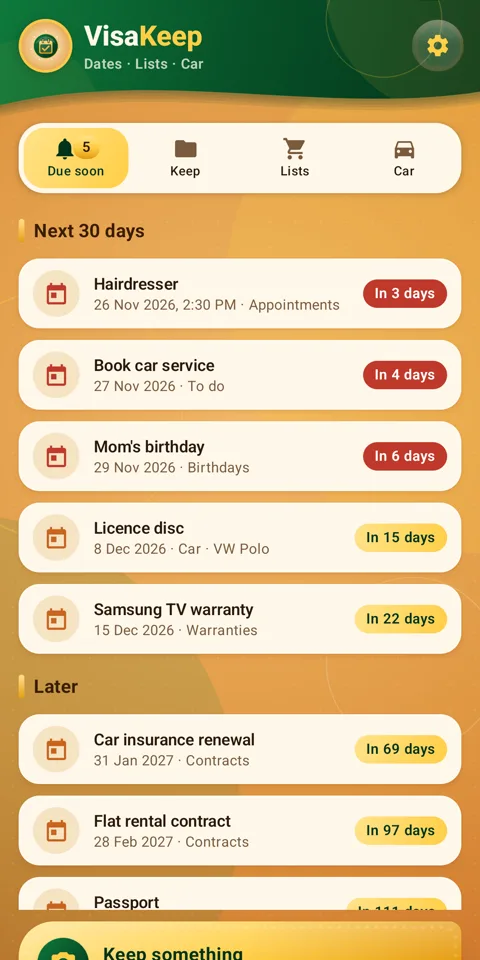 VisaKeep
Dates · Lists · Car
5
Due soon
Keep
Lists
Car
Next 30 days
Hairdresser
26 Nov 2026, 2:30 PM · Appointments
In 3 days
Book car service
27 Nov 2026 · To do
In 4 days
Mom's birthday
29 Nov 2026 · Birthdays
In 6 days
Licence disc
8 Dec 2026 · Car · VW Polo
In 15 days
Samsung TV warranty
15 Dec 2026 · Warranties
In 22 days
Later
Car insurance renewal
31 Jan 2027 · Contracts
In 69 days
Flat rental contract
28 Feb 2027 · Contracts
In 97 days
Passport
In 111 days
Keep something